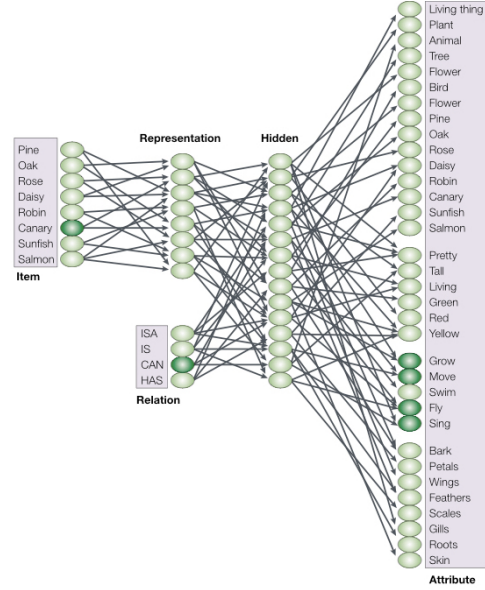 Living thing
Plant
Animal
Tree
Flower
Bird
Flower
Pine
Oak
Rose
Daisy
Robin
Canary
Sunfish
Salmon
Pretty
Tall
Living
Green
Red
Yellow
Grow
Move
Swim
Fly
Sing
Bark
Petals
Wings
Feathers
Scales
Gills
Roots
Skin
Attribute
Representation
Hidden
Pine
Oak
Rose
Daisy
Robin
Canary
Sunfish
Salmon
Item
ISA
IS
CAN
HAS
Relation